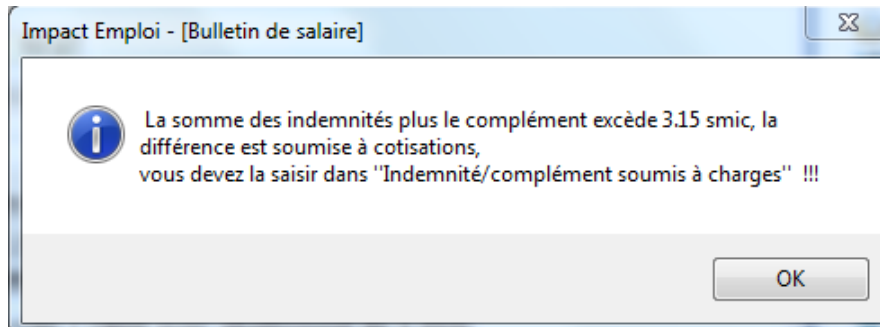 Impact Emploi - [Bulletin de salaire]
La somme des indemnités plus le complément excède 3.15 smic, la
différence est soumise à cotisations,
vous devez la saisir dans "Indemnité/complément soumis à charges" !!!
OK